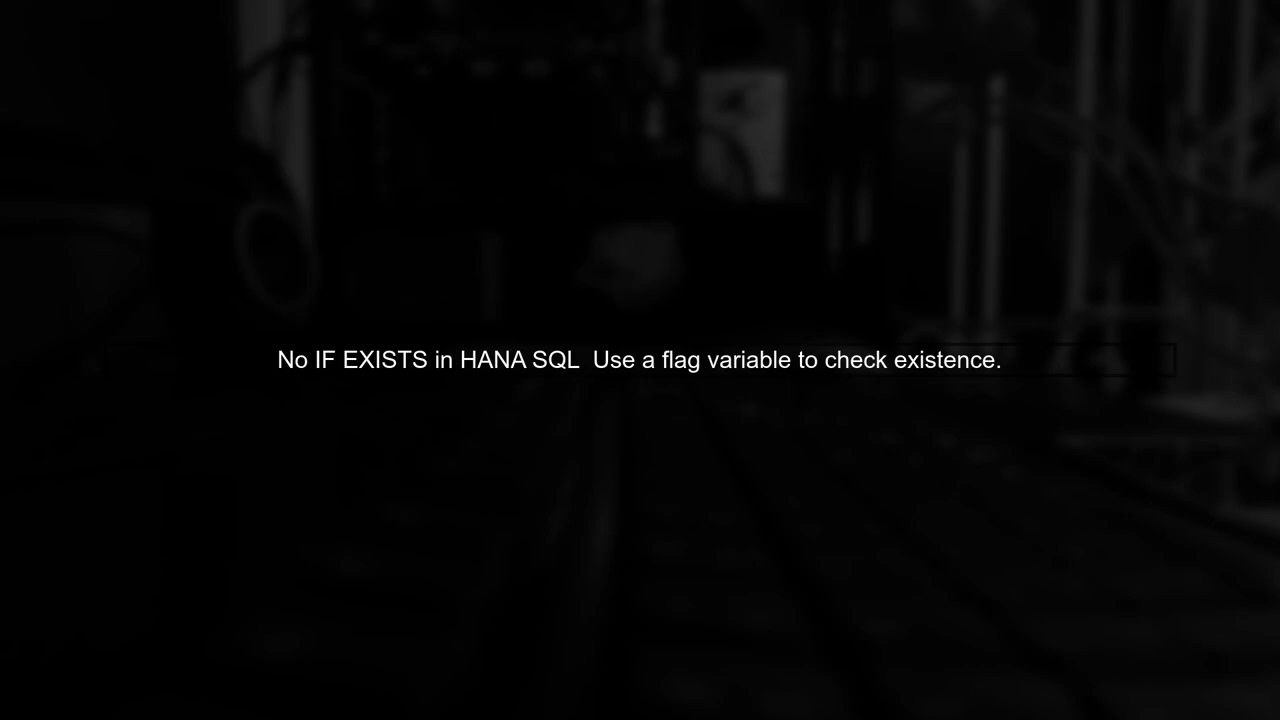 No IF EXISTS in HANA SQL  Use a flag variable to check existence.